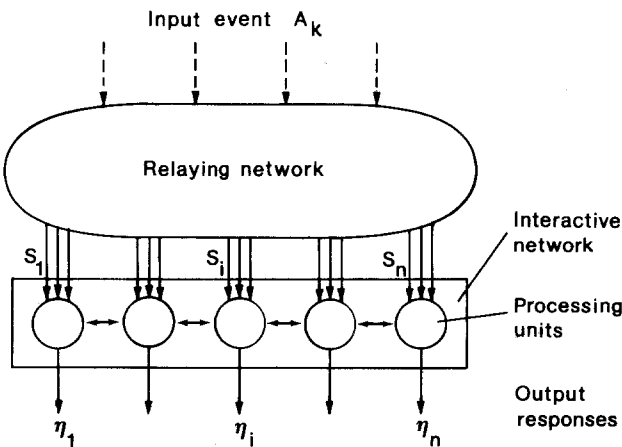 Input event A_k
Relaying network
S_1 S_i S_n
Interactive
network
Processing
units
Output
responses
η_1 η_i η_n